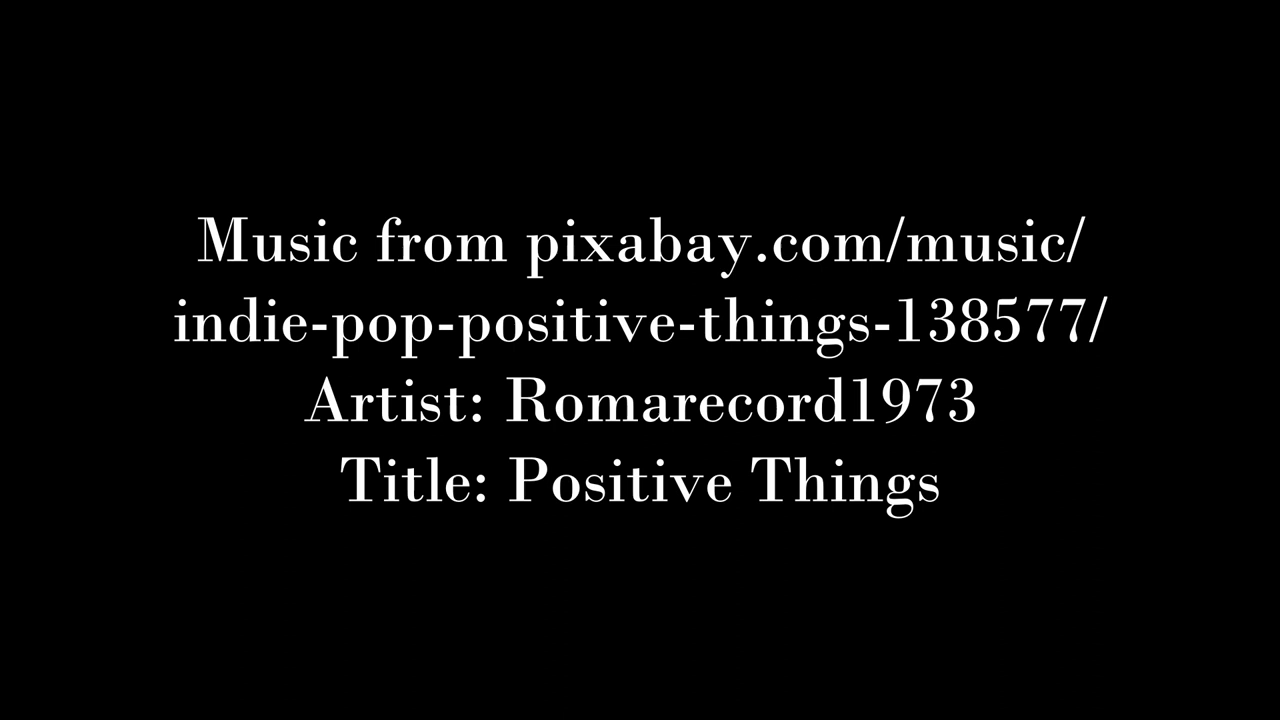 Music from pixabay.com/music/
indie-pop-positive-things-138577/
Artist: Romarecord1973
Title: Positive Things